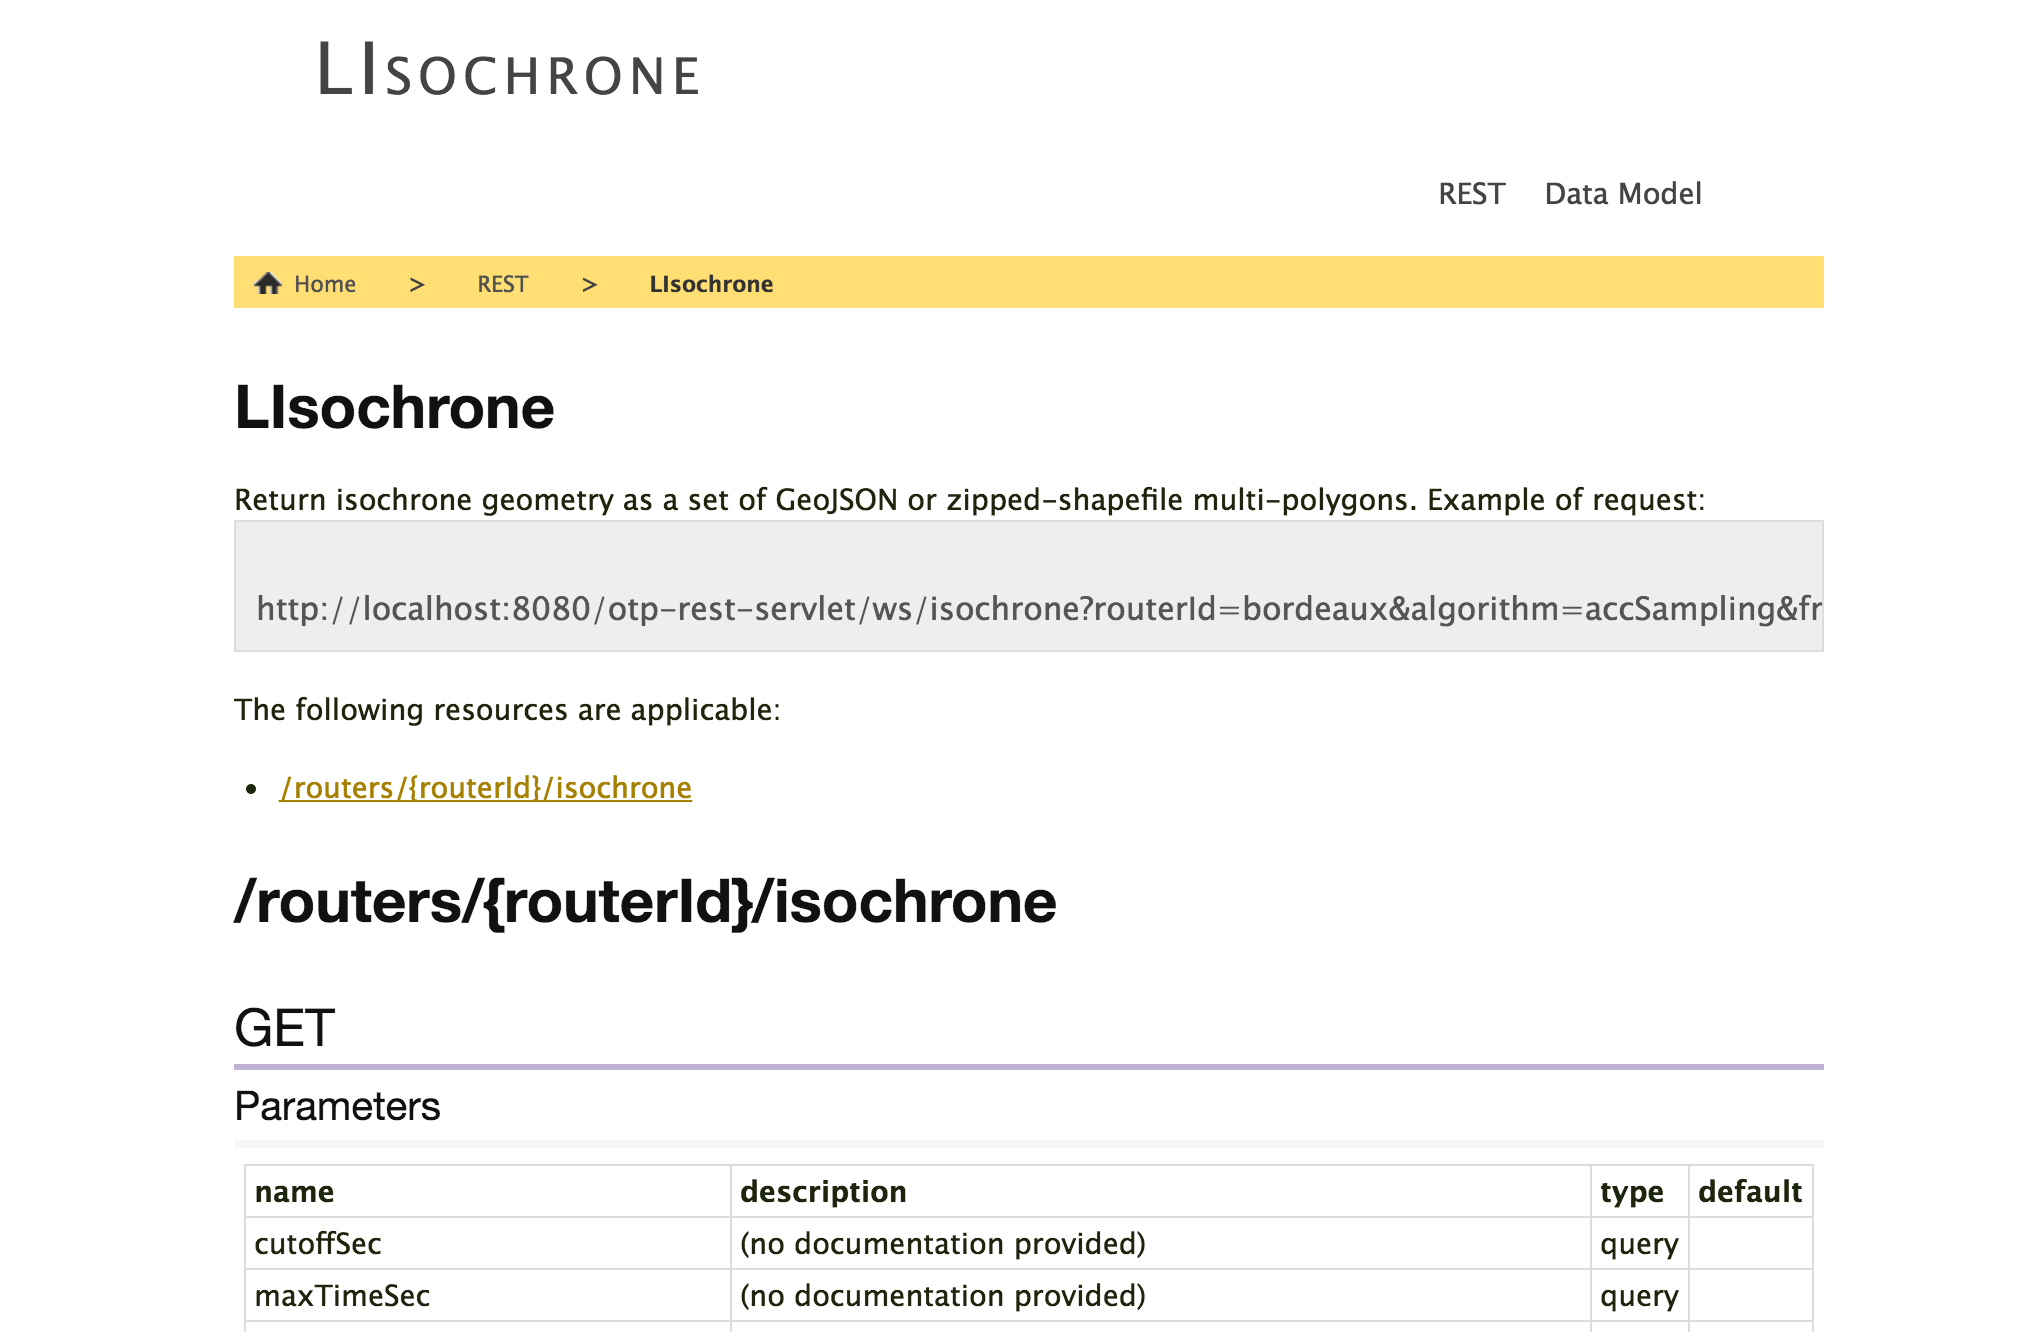 LISOCHRONE
REST Data Model
Home > REST > LIsochrone
LIsochrone
Return isochrone geometry as a set of GeoJSON or zipped-shapefile multi-polygons. Example of request:
http://localhost:8080/otp-rest-servlet/ws/isochrone?routerId=bordeaux&algorithm=accSampling&fr
The following resources are applicable:
• /routers/{routerId}/isochrone
/routers/{routerId}/isochrone
GET
Parameters
name description type default
cutoffSec (no documentation provided) query
maxTimeSec (no documentation provided) query